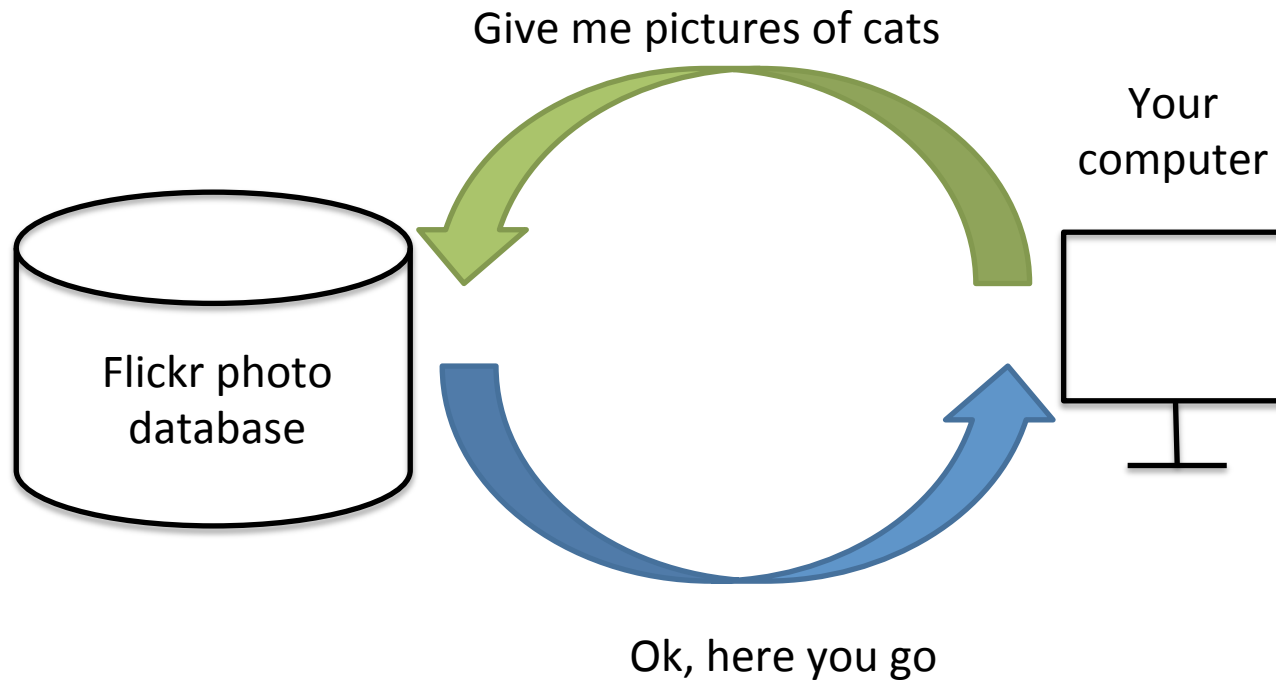 Give me pictures of cats
Your
computer
Flickr photo
database
Ok, here you go